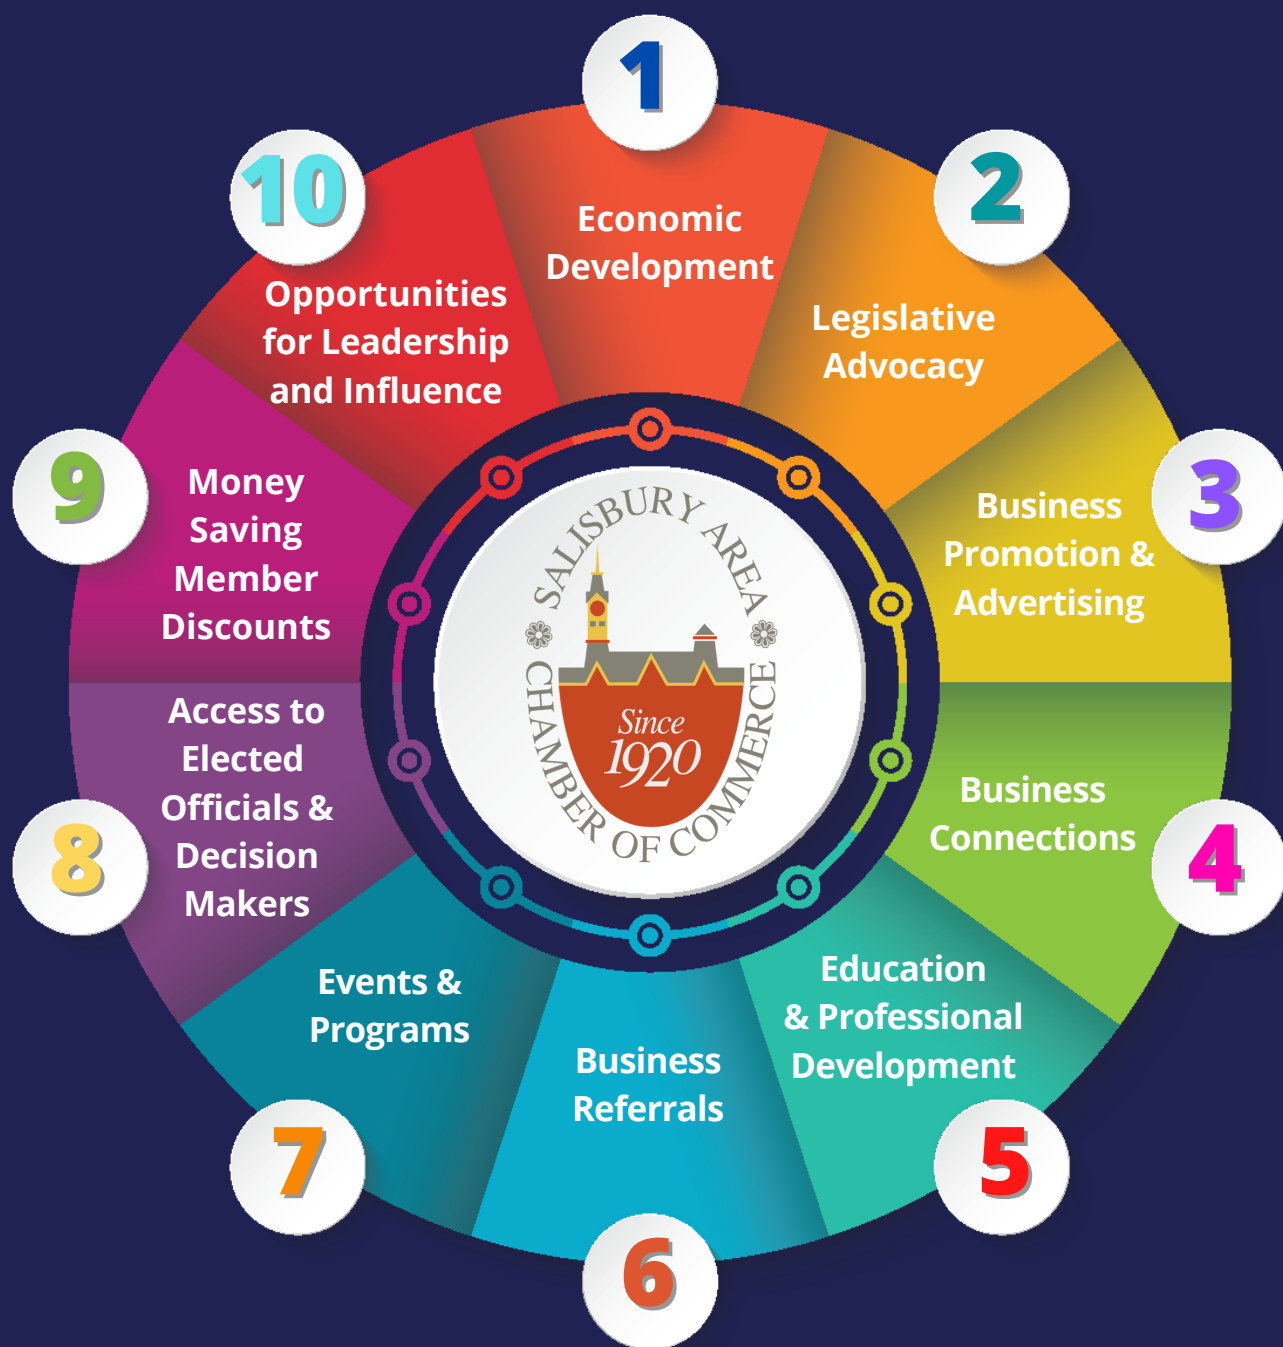 1
Economic
Development
2
Legislative
Advocacy
3
Business
Promotion &
Advertising
4
Business
Connections
5
Education
& Professional
Development
6
Business
Referrals
7
Events &
Programs
8
Access to
Elected
Officials &
Decision
Makers
9
Money
Saving
Member
Discounts
10
Opportunities
for Leadership
and Influence
SALISBURY AREA
CHAMBER OF COMMERCE
Since
1920